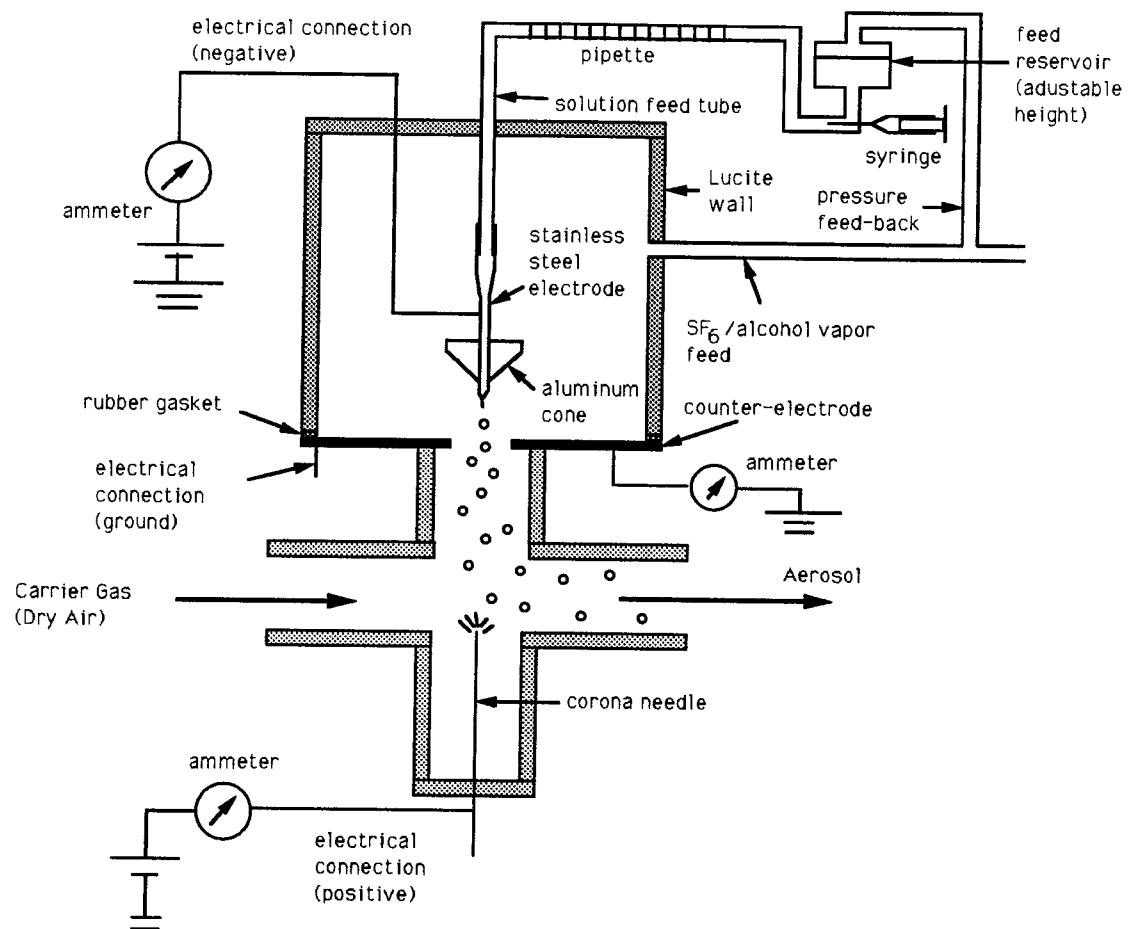 electrical connection
(negative)
pipette
feed
reservoir
(adustable
height)
solution feed tube
syringe
ammeter
Lucite
wall
pressure
feed-back
stainless
steel
electrode
SF6/alcohol vapor
feed
rubber gasket
aluminum
cone
counter-electrode
electrical
connection
(ground)
ammeter
Carrier Gas
(Dry Air)
Aerosol
corona needle
ammeter
electrical
connection
(positive)